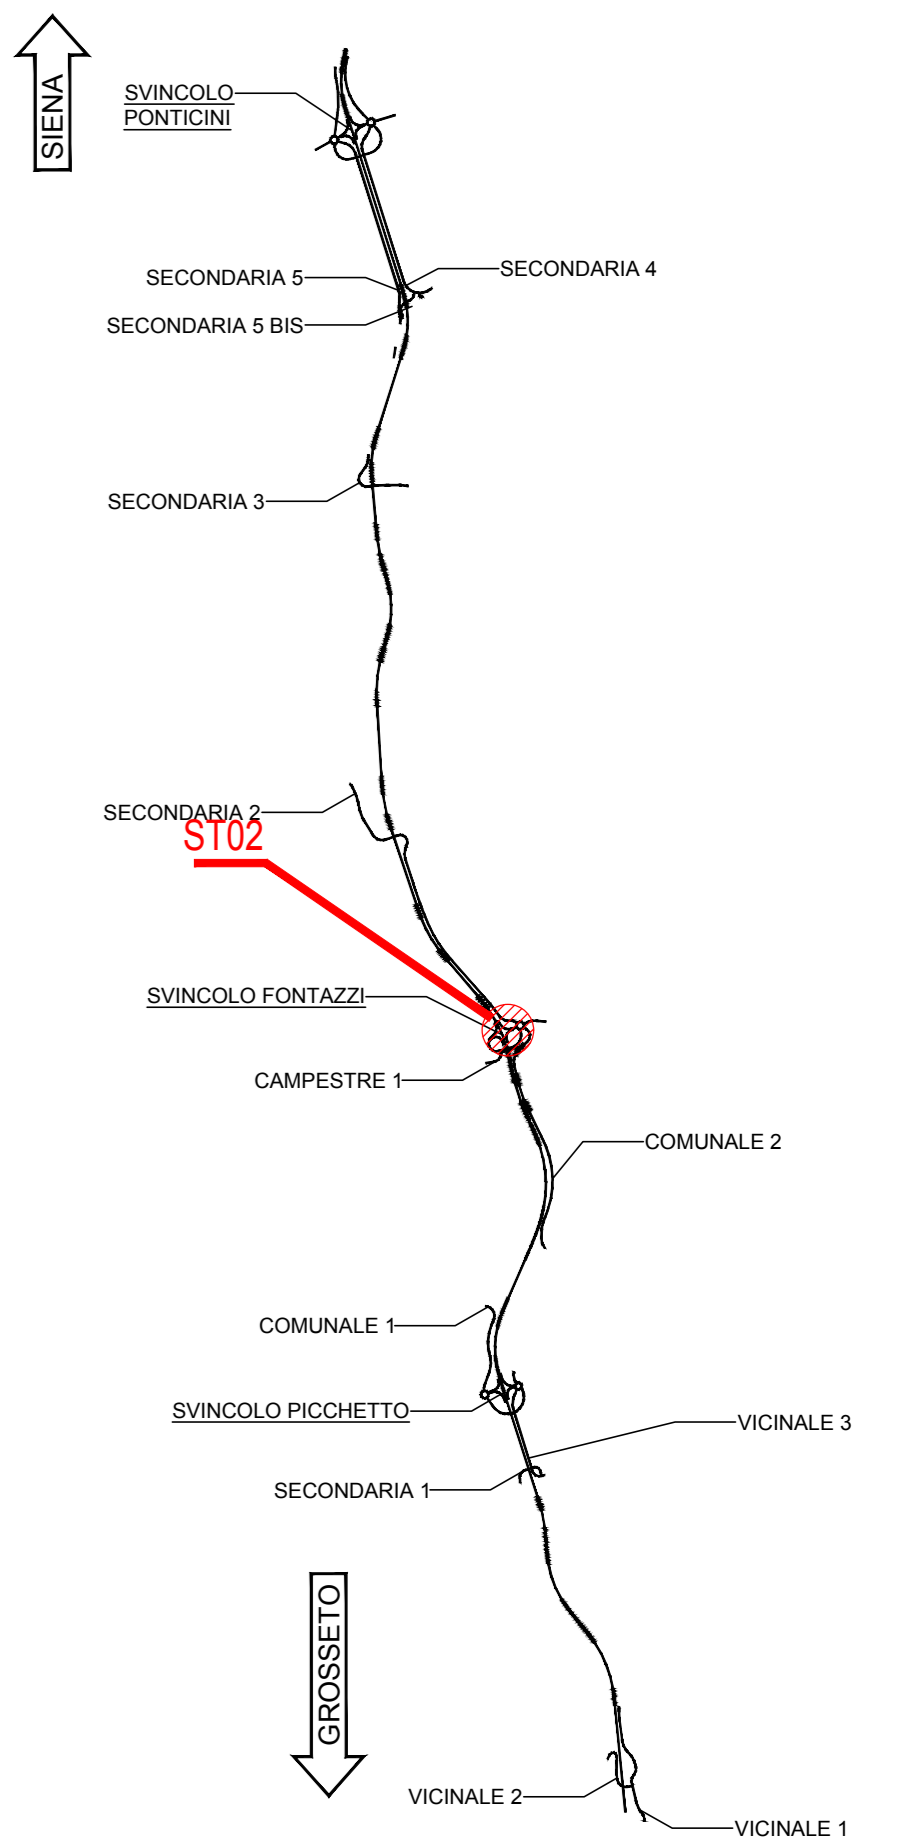 SIENA
SVINCOLO
PONTICINI
SECONDARIA 4
SECONDARIA 5
SECONDARIA 5 BIS
SECONDARIA 3
SECONDARIA 2
ST02
SVINCOLO FONTAZZI
CAMPESTRE 1
COMUNALE 2
COMUNALE 1
SVINCOLO PICCHETTO
VICINALE 3
SECONDARIA 1
GROSSETO
VICINALE 2
VICINALE 1